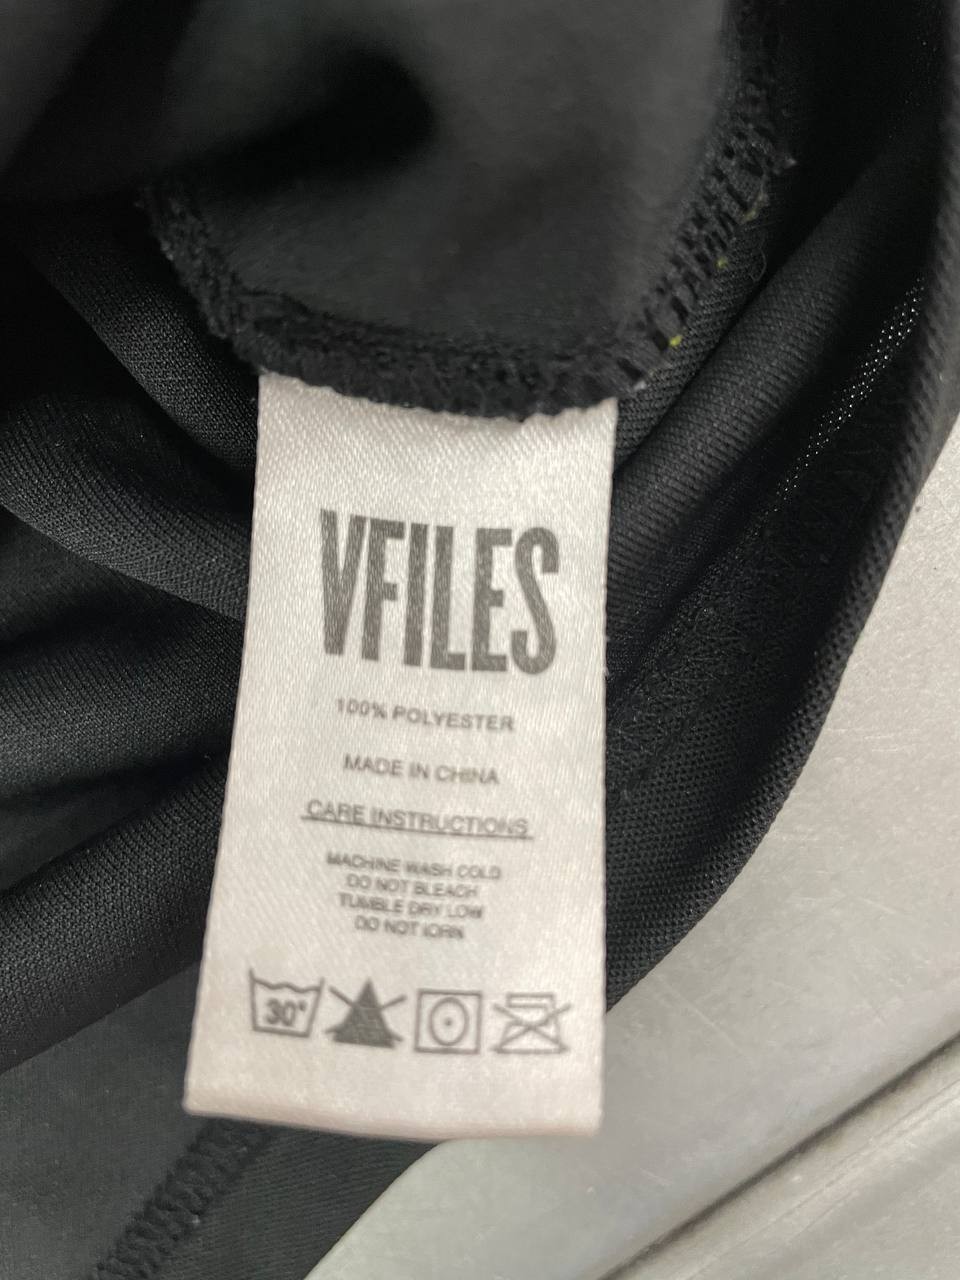 VFILES
100% POLYESTER
MADE IN CHINA
CARE INSTRUCTIONS
MACHINE WASH COLD
DO NOT BLEACH
TUMBLE DRY LOW
DO NOT IORN
30°